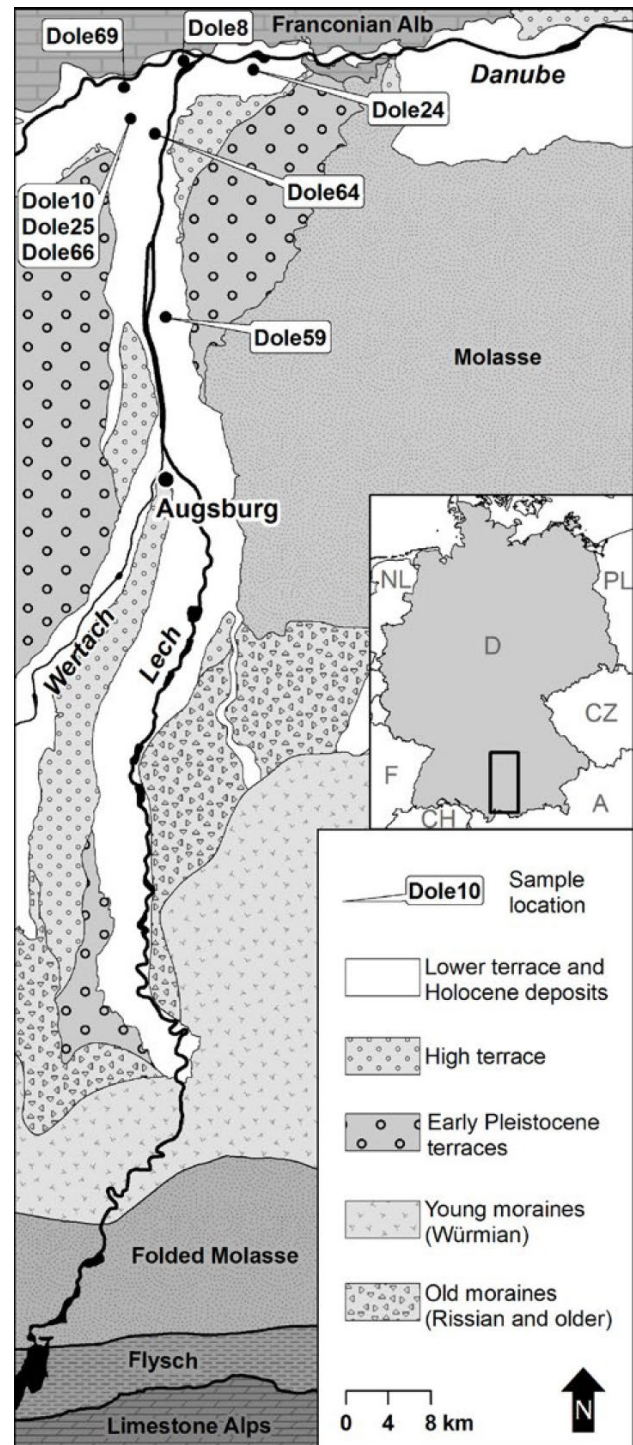 Franconian Alb
Dole69
Dole8
Danube
Dole24
Dole64
Dole10
Dole25
Dole66
Dole59
Molasse
Augsburg
Wertach
Lech
NL
PL
D
CZ
F
A
CH
Dole10
Sample
location
Lower terrace and
Holocene deposits
High terrace
Early Pleistocene
terraces
Young moraines
(Würmian)
Old moraines
(Rissian and older)
Folded Molasse
Flysch
Limestone Alps
0 4 8 km
N